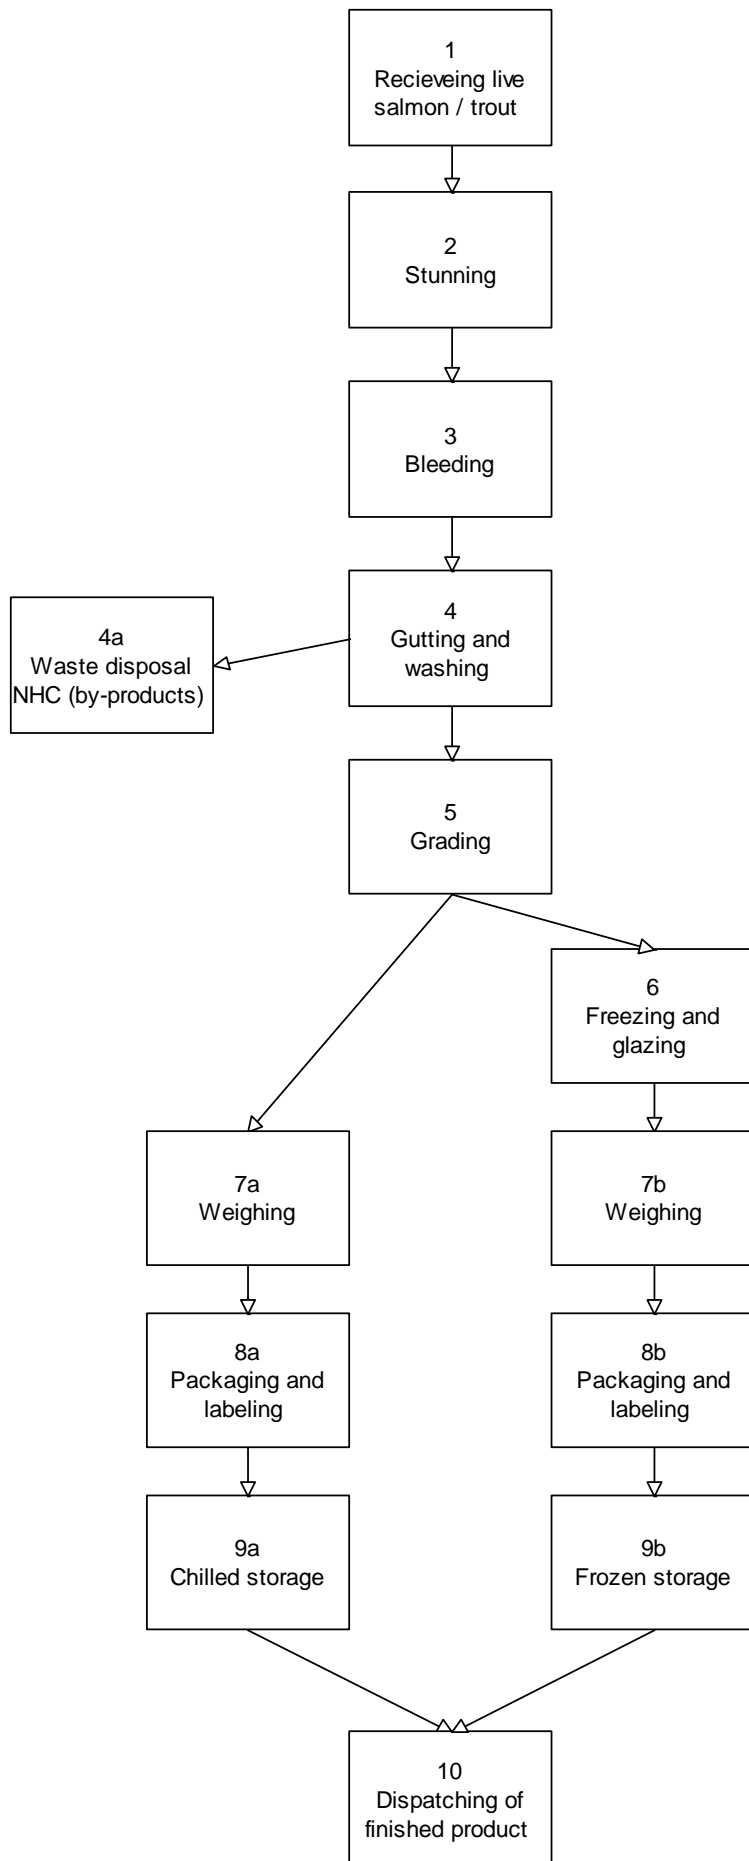 1
Recieveing live
salmon / trout
2
Stunning
3
Bleeding
4
Gutting and
washing
4a
Waste disposal
NHC (by-products)
5
Grading
6
Freezing and
glazing
7a
Weighing
7b
Weighing
8a
Packaging and
labeling
8b
Packaging and
labeling
9a
Chilled storage
9b
Frozen storage
10
Dispatching of
finished product